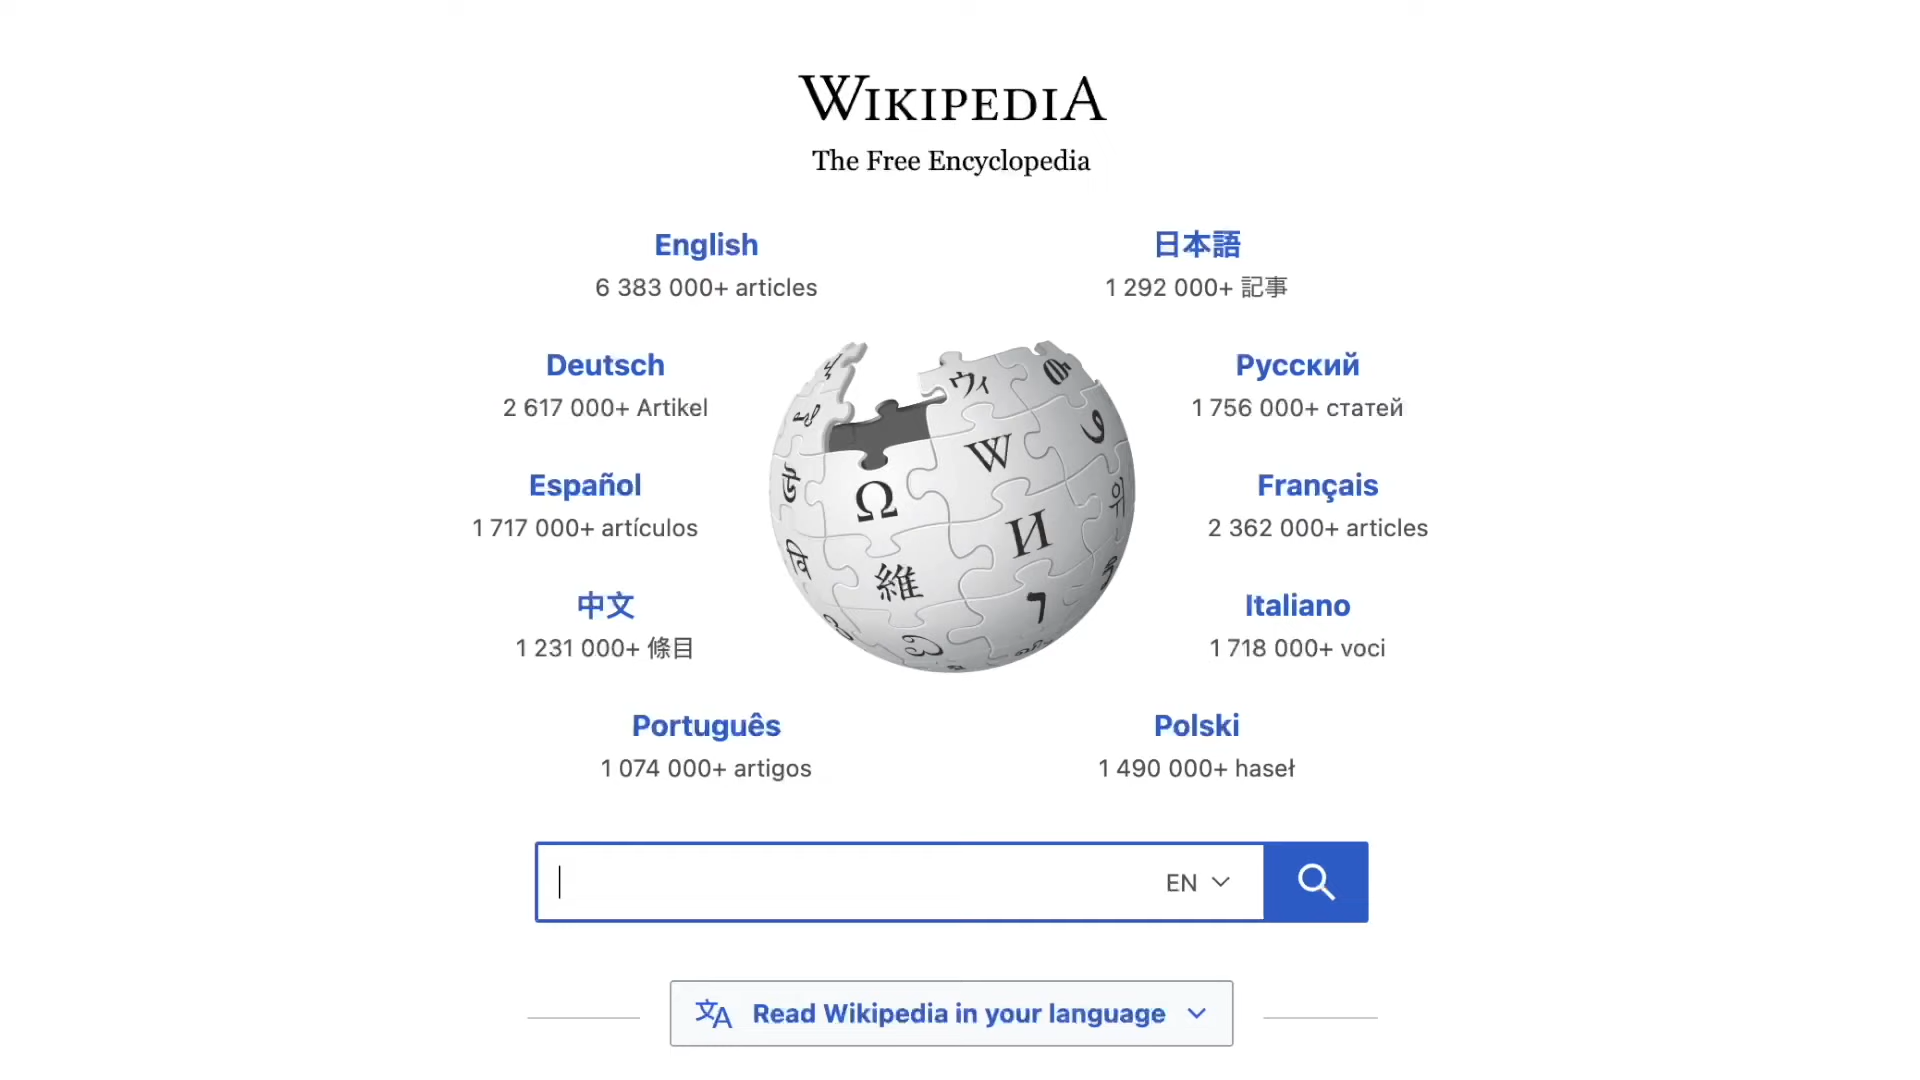 WIKIPEDIA
The Free Encyclopedia
English
6 383 000+ articles
日本語
1 292 000+ 記事
Deutsch
2 617 000+ Artikel
Русский
1 756 000+ статей
Español
1 717 000+ artículos
Français
2 362 000+ articles
中文
1 231 000+ 條目
Italiano
1 718 000+ voci
Português
1 074 000+ artigos
Polski
1 490 000+ haseł
ウィ
W
Ω
И
維
EN
Read Wikipedia in your language